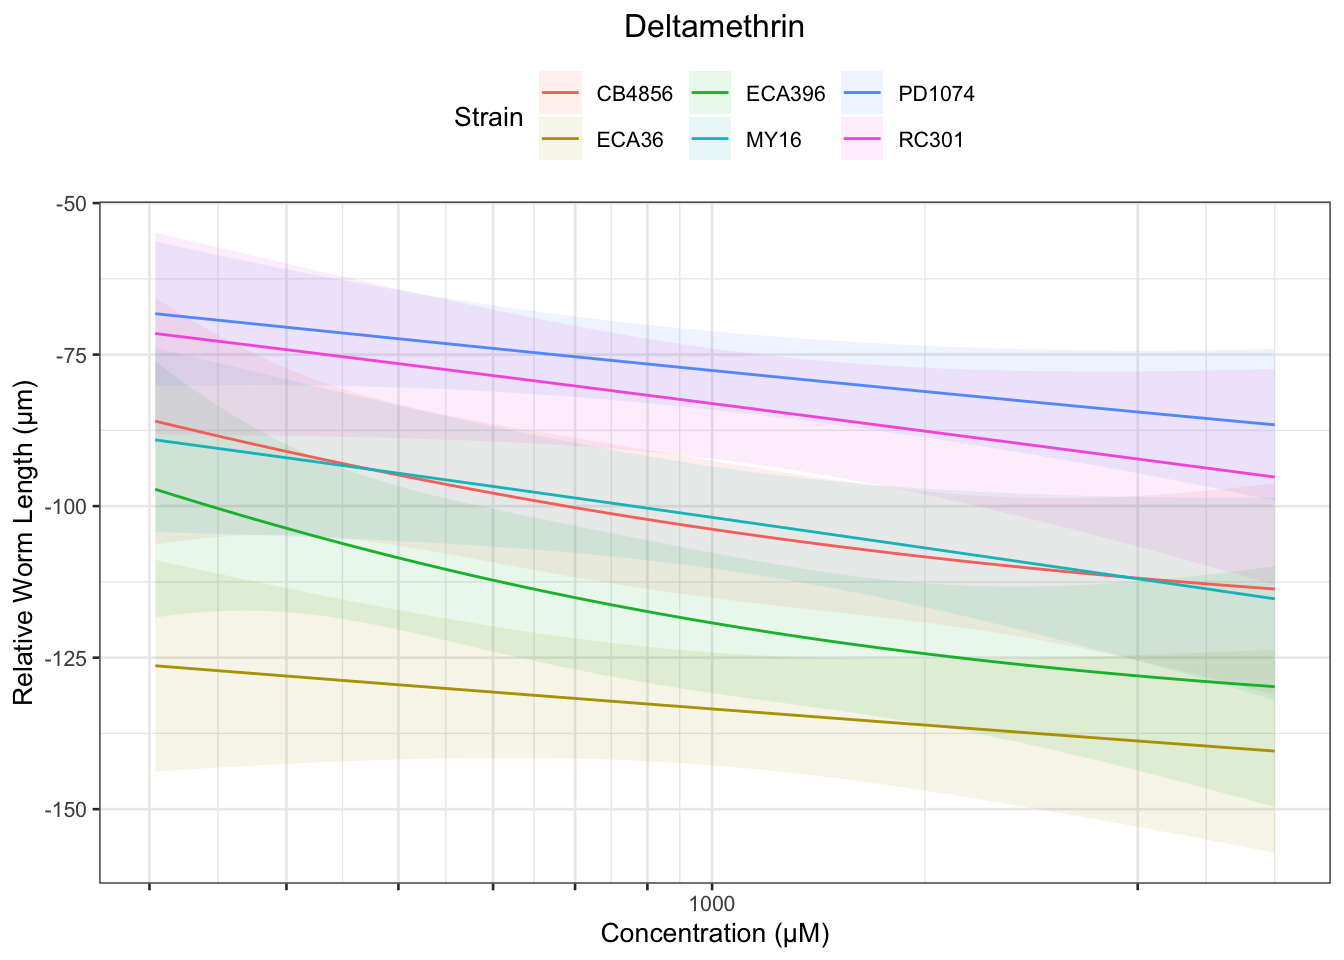 Deltamethrin
Strain
CB4856 ECA396 PD1074
ECA36 MY16 RC301
-50
-75
-100
-125
-150
Relative Worm Length (µm)
1000
Concentration (µM)